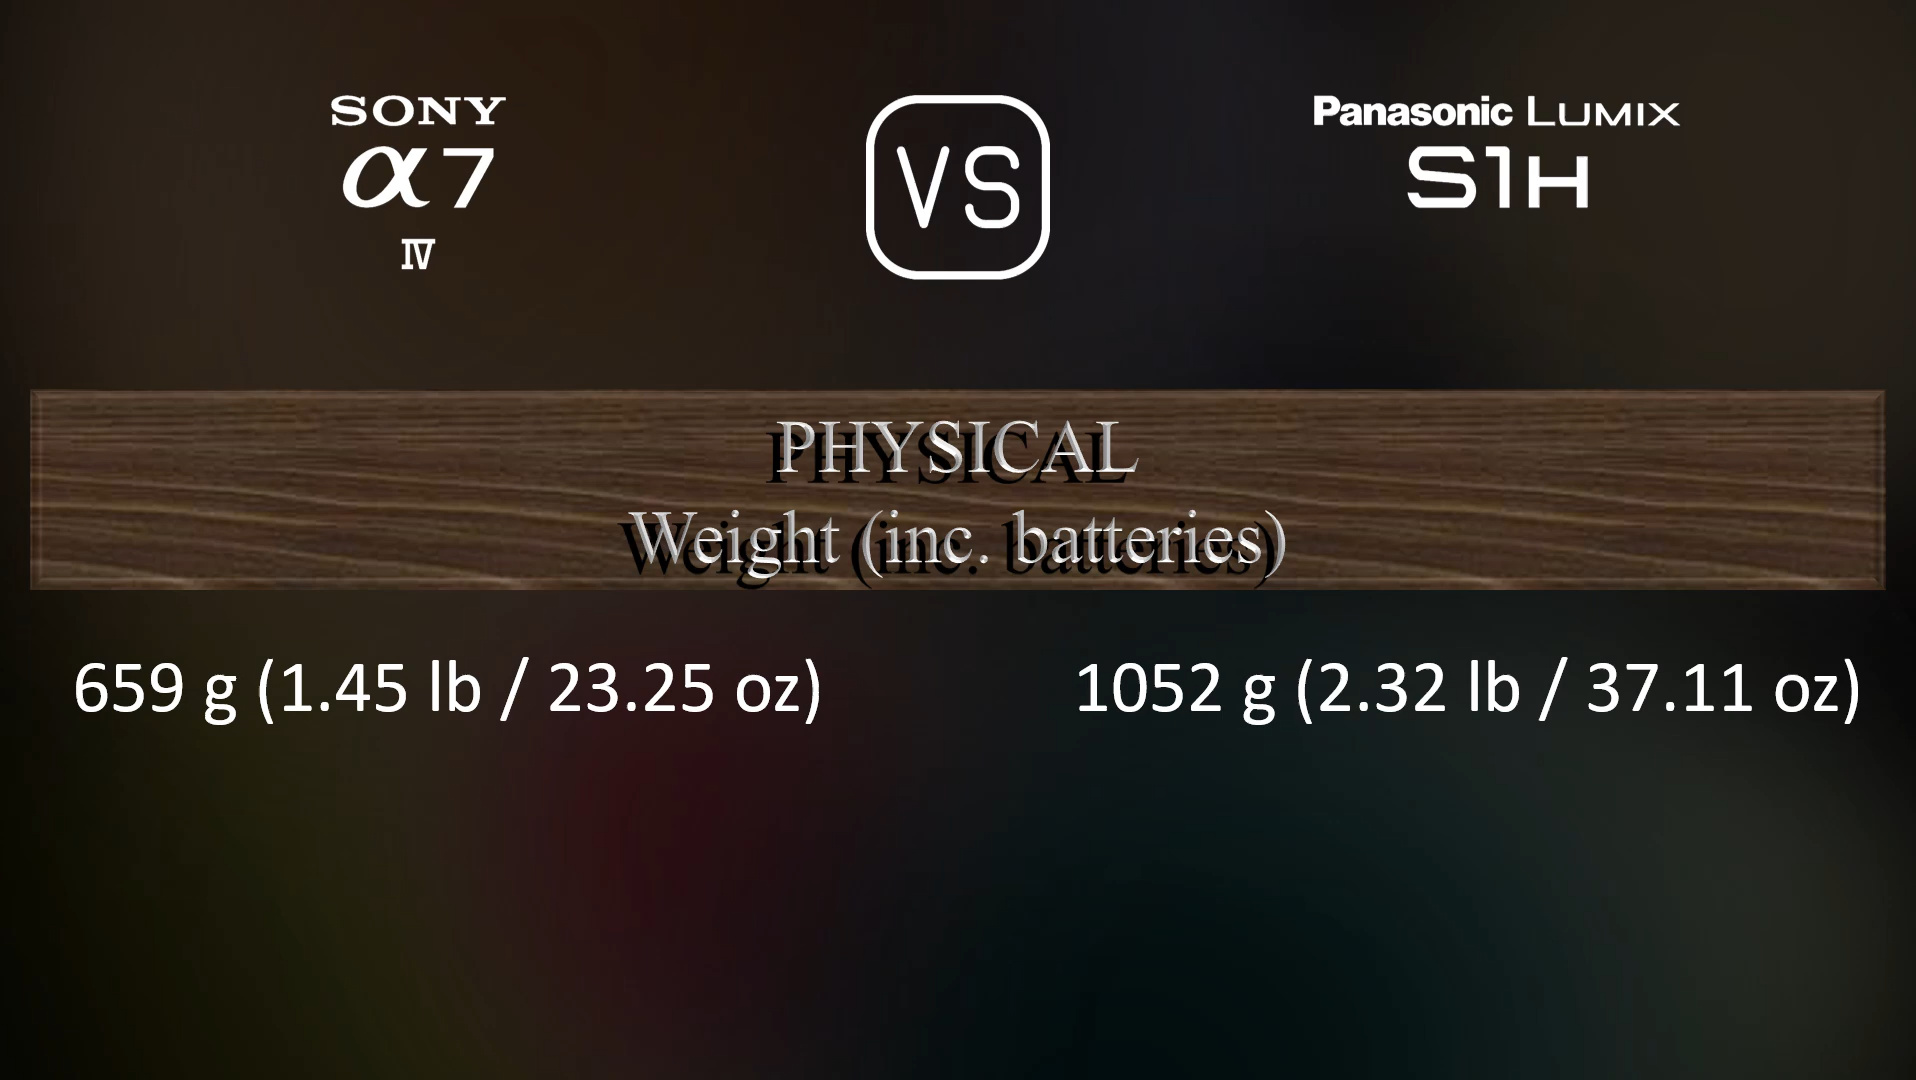 SONY
α7
IV
VS
Panasonic LUMIX
S1H
PHYSICAL
Weight (inc. batteries)
659 g (1.45 lb / 23.25 oz)
1052 g (2.32 lb / 37.11 oz)